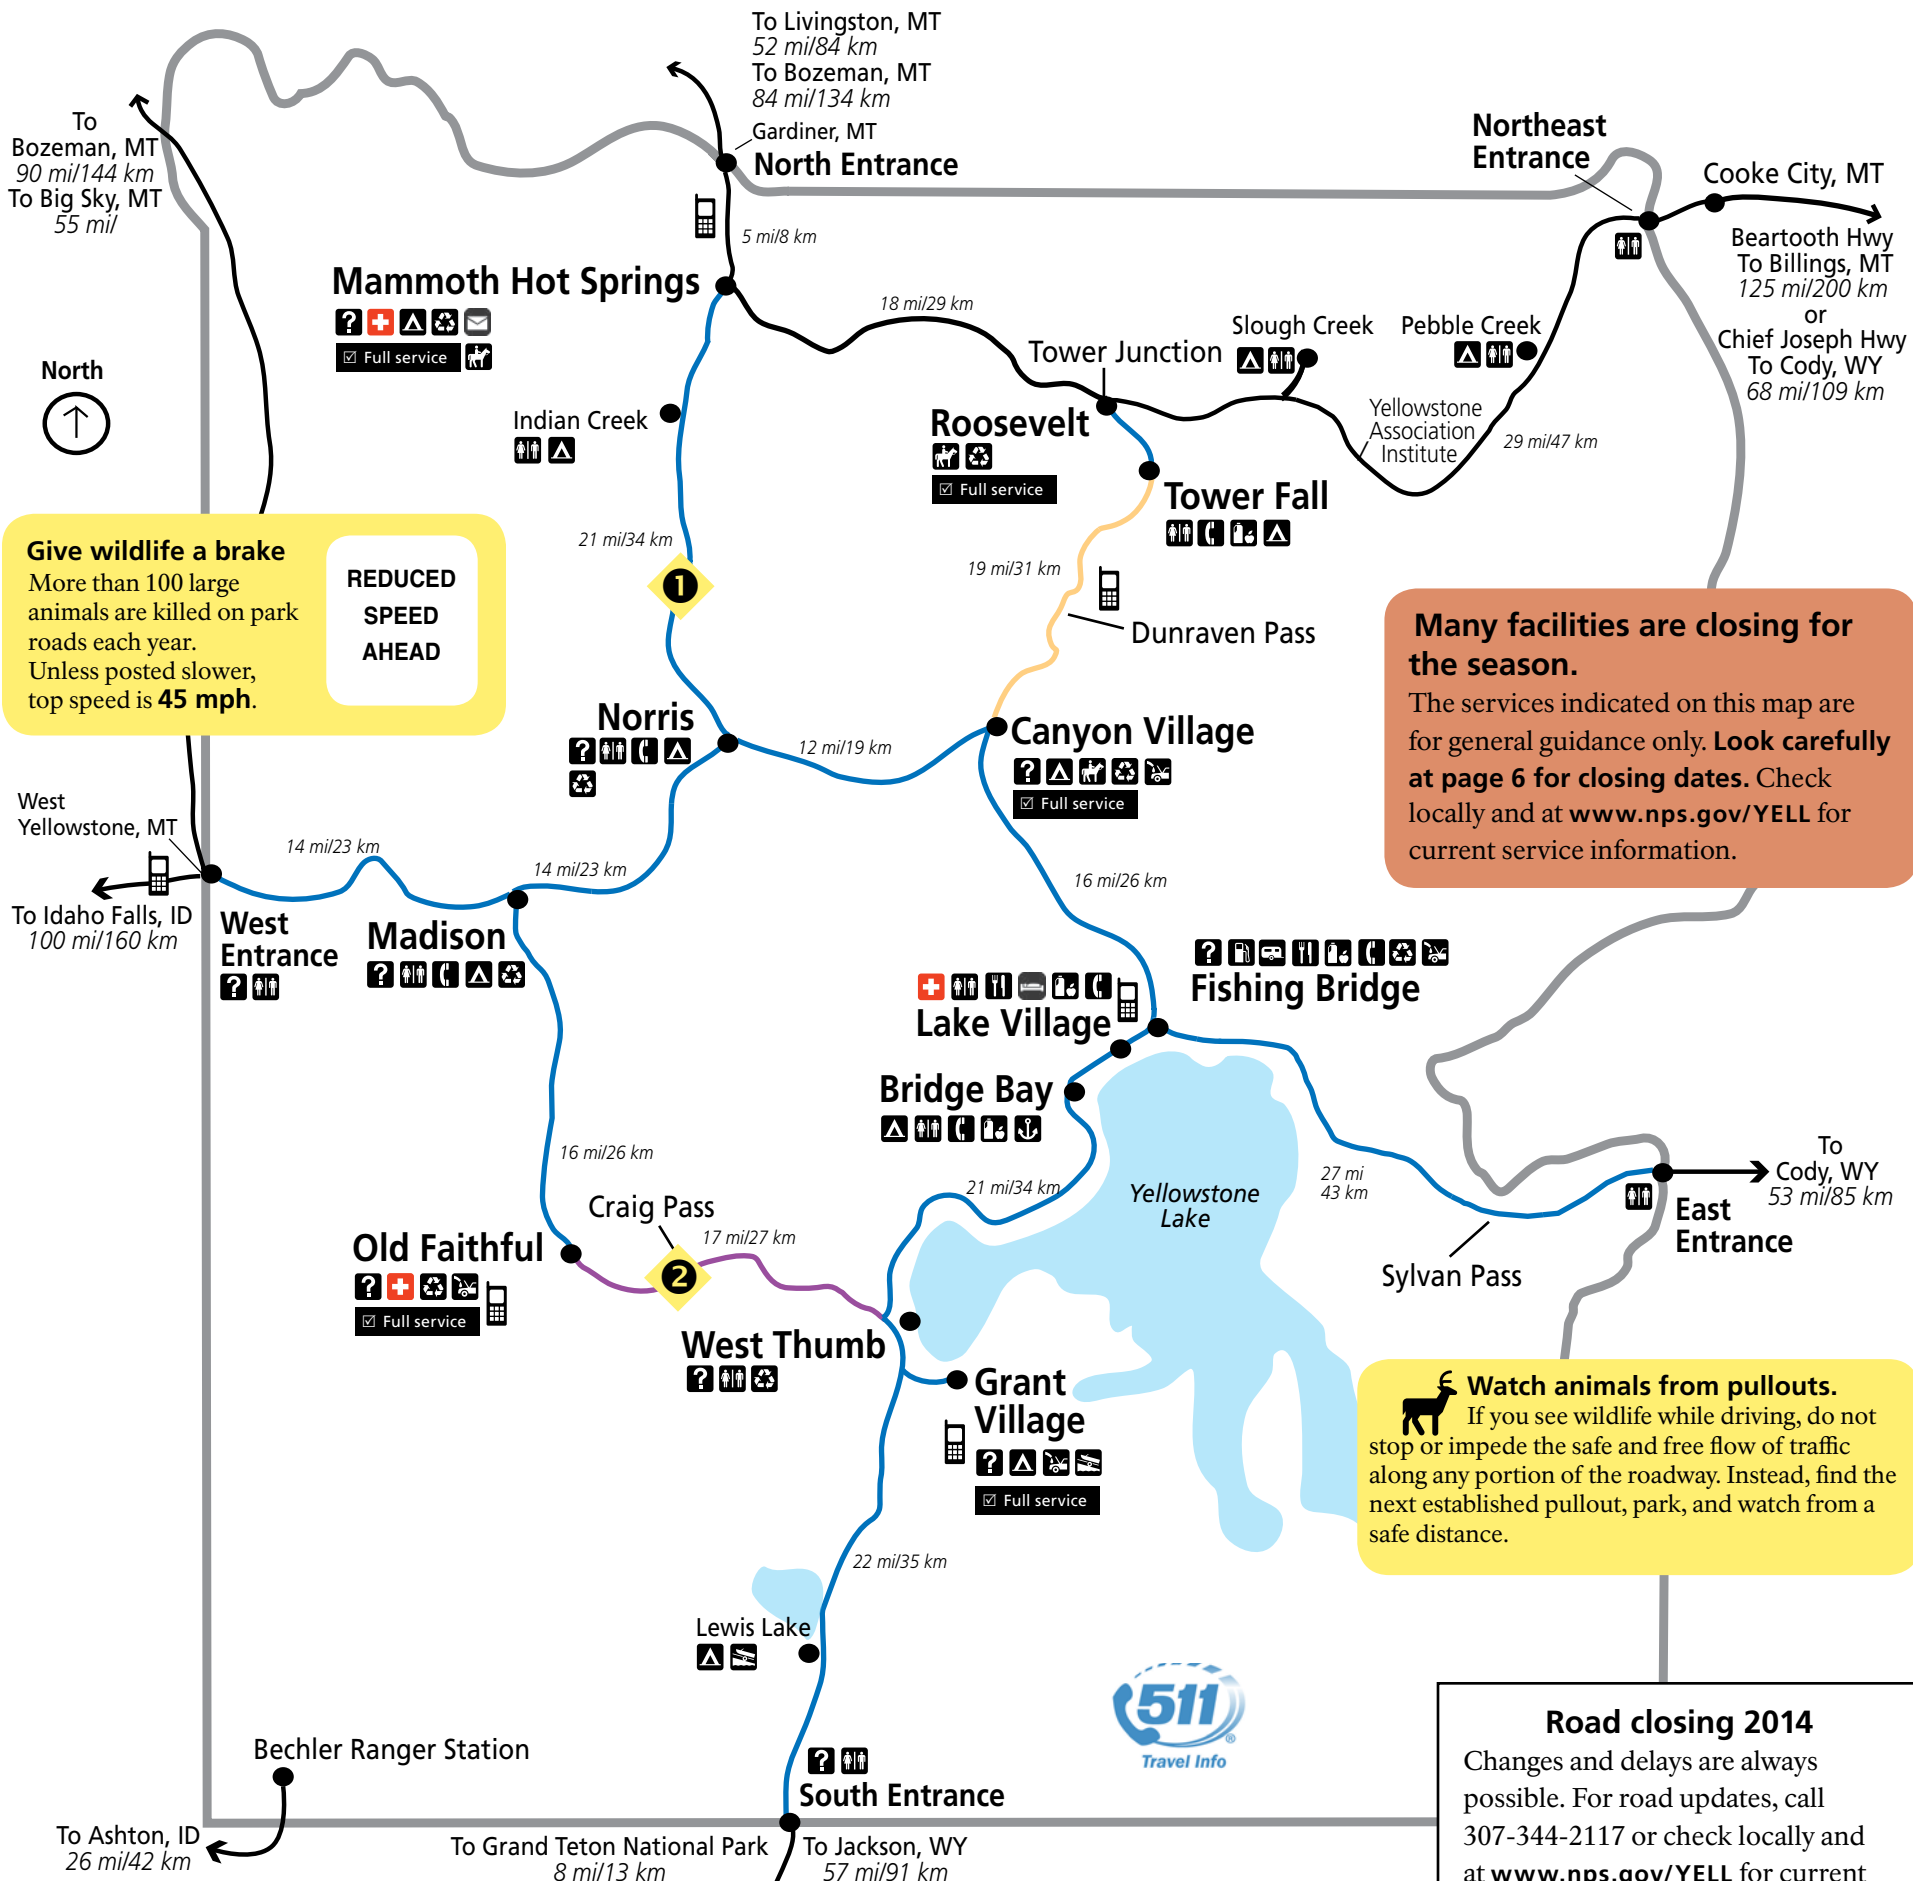 To Livingston, MT
52 mi/84 km
To Bozeman, MT
84 mi/134 km
Gardiner, MT
North Entrance
To
Bozeman, MT
90 mi/144 km
To Big Sky, MT
55 mi/
Northeast
Entrance
Cooke City, MT
Beartooth Hwy
To Billings, MT
125 mi/200 km
or
Chief Joseph Hwy
To Cody, WY
68 mi/109 km
5 mi/8 km
Mammoth Hot Springs
?
☑ Full service
18 mi/29 km
Slough Creek
Pebble Creek
Tower Junction
North
Indian Creek
Roosevelt
☑ Full service
Yellowstone
Association
Institute
29 mi/47 km
Tower Fall
21 mi/34 km
1
19 mi/31 km
Dunraven Pass
Give wildlife a brake
More than 100 large
animals are killed on park
roads each year.
Unless posted slower,
top speed is 45 mph.
REDUCED
SPEED
AHEAD
Many facilities are closing for
the season.
The services indicated on this map are
for general guidance only. Look carefully
at page 6 for closing dates. Check
locally and at www.nps.gov/YELL for
current service information.
Norris
?
12 mi/19 km
Canyon Village
?
☑ Full service
West
Yellowstone, MT
14 mi/23 km
14 mi/23 km
16 mi/26 km
To Idaho Falls, ID
100 mi/160 km
West
Entrance
?
Madison
?
?
Fishing Bridge
Lake Village
Bridge Bay
16 mi/26 km
21 mi/34 km
Yellowstone
Lake
27 mi
43 km
To
Cody, WY
53 mi/85 km
East
Entrance
Sylvan Pass
Craig Pass
17 mi/27 km
2
Old Faithful
?
☑ Full service
West Thumb
?
Grant
Village
?
☑ Full service
Watch animals from pullouts.
If you see wildlife while driving, do not
stop or impede the safe and free flow of traffic
along any portion of the roadway. Instead, find the
next established pullout, park, and watch from a
safe distance.
22 mi/35 km
Lewis Lake
511
®
Travel Info
Bechler Ranger Station
?
South Entrance
To Ashton, ID
26 mi/42 km
To Grand Teton National Park
8 mi/13 km
To Jackson, WY
57 mi/91 km
Road closing 2014
Changes and delays are always
possible. For road updates, call
307-344-2117 or check locally and
at www.nps.gov/YELL for current